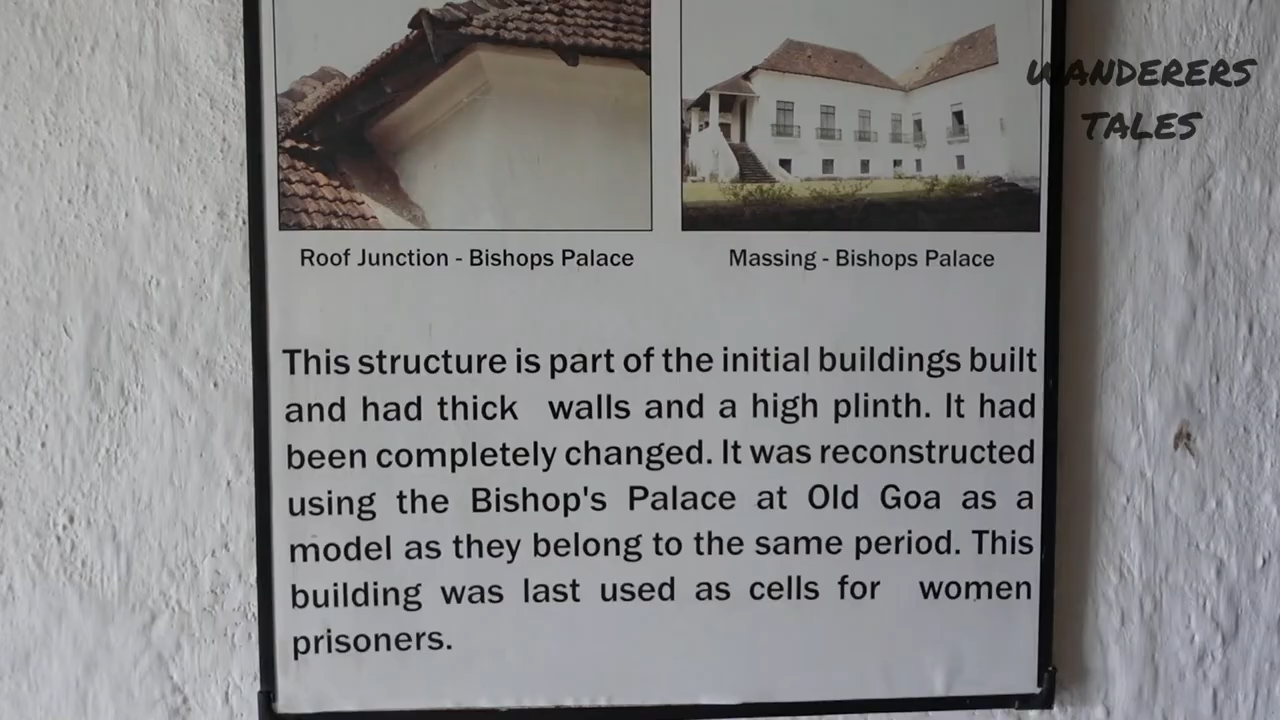 WANDERERS
TALES
Roof Junction - Bishops Palace
Massing - Bishops Palace
This structure is part of the initial buildings built
and had thick walls and a high plinth. It had
been completely changed. It was reconstructed
using the Bishop's Palace at Old Goa as a
model as they belong to the same period. This
building was last used as cells for women
prisoners.